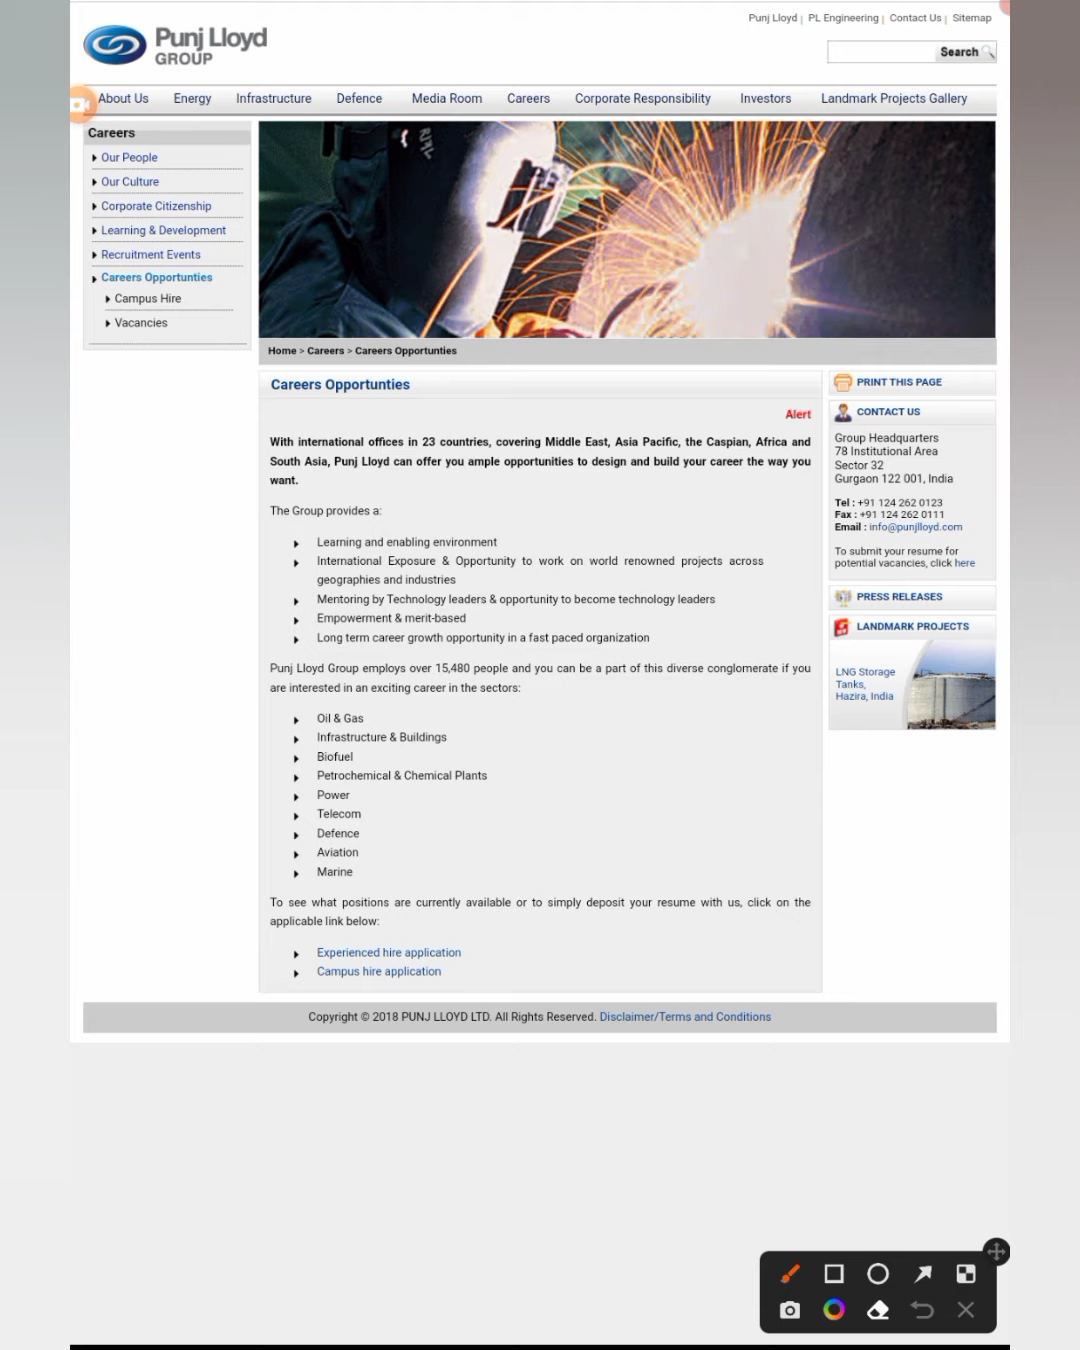 Punj Lloyd | PL Engineering | Contact Us | Sitemap
Punj Lloyd
GROUP
Search
About Us Energy Infrastructure Defence Media Room Careers Corporate Responsibility Investors Landmark Projects Gallery
Careers
Our People
Our Culture
Corporate Citizenship
Learning & Development
Recruitment Events
Careers Opportunties
Campus Hire
Vacancies
Home > Careers > Careers Opportunties
Careers Opportunties
Alert
With international offices in 23 countries, covering Middle East, Asia Pacific, the Caspian, Africa and
South Asia, Punj Lloyd can offer you ample opportunities to design and build your career the way you
want.
The Group provides a:
Learning and enabling environment
International Exposure & Opportunity to work on world renowned projects across
geographies and industries
Mentoring by Technology leaders & opportunity to become technology leaders
Empowerment & merit-based
Long term career growth opportunity in a fast paced organization
Punj Lloyd Group employs over 15,480 people and you can be a part of this diverse conglomerate if you
are interested in an exciting career in the sectors:
Oil & Gas
Infrastructure & Buildings
Biofuel
Petrochemical & Chemical Plants
Power
Telecom
Defence
Aviation
Marine
To see what positions are currently available or to simply deposit your resume with us, click on the
applicable link below:
Experienced hire application
Campus hire application
PRINT THIS PAGE
CONTACT US
Group Headquarters
78 Institutional Area
Sector 32
Gurgaon 122 001, India
Tel : +91 124 262 0123
Fax : +91 124 262 0111
Email : info@punjlloyd.com
To submit your resume for
potential vacancies, click here
PRESS RELEASES
LANDMARK PROJECTS
LNG Storage
Tanks,
Hazira, India
Copyright © 2018 PUNJ LLOYD LTD. All Rights Reserved. Disclaimer/Terms and Conditions